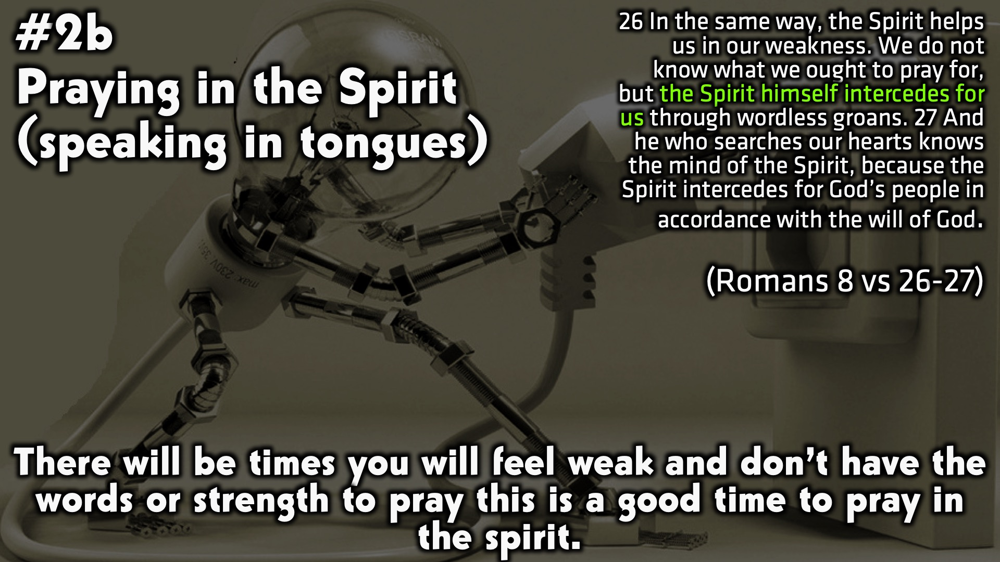 #2b
Praying in the Spirit
(speaking in tongues)
26 In the same way, the Spirit helps
us in our weakness. We do not
know what we ought to pray for,
but the Spirit himself intercedes for
us through wordless groans. 27 And
he who searches our hearts knows
the mind of the Spirit, because the
Spirit intercedes for God’s people in
accordance with the will of God.
(Romans 8 vs 26-27)
OSRAM
max. 230V. 35
There will be times you will feel weak and don’t have the
words or strength to pray this is a good time to pray in
the spirit.